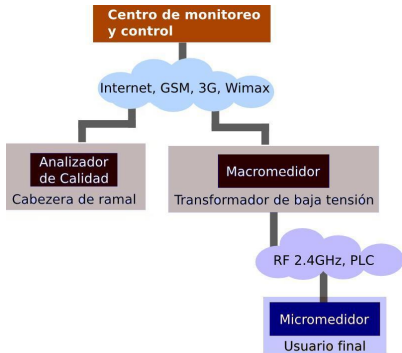 Centro de monitoreo
y control
Internet, GSM, 3G, Wimax
Analizador
de Calidad
Cabezera de ramal
Macromedidor
Transformador de baja tensión
RF 2.4GHz, PLC
Micromedidor
Usuario final